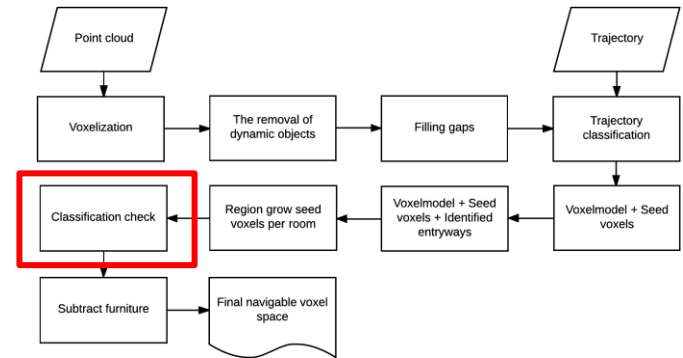 Point cloud
Trajectory
Voxelization
The removal of
dynamic objects
Filling gaps
Trajectory
classification
Classification check
Region grow seed
voxels per room
Voxelmodel + Seed
voxels + Identified
entryways
Voxelmodel + Seed
voxels
Subtract furniture
Final navigable voxel
space